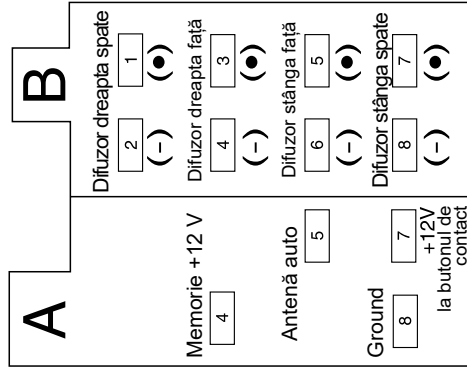 A
Memorie +12 V
4
Antenă auto
5
Ground
8
7
+12V
la butonul de
contact
B
Difuzor dreapta spate
2
1
(–)
(●)
Difuzor dreapta față
4
3
(–)
(●)
Difuzor stânga față
6
5
(–)
(●)
Difuzor stânga spate
8
7
(–)
(●)